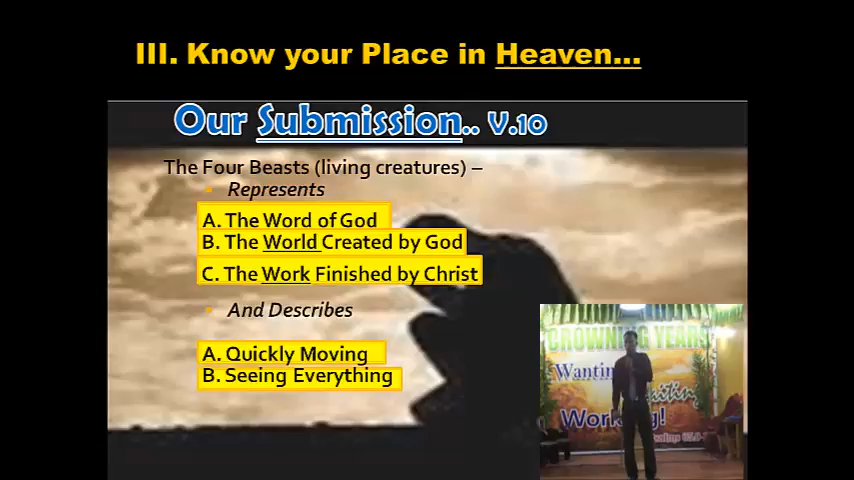 III. Know your Place in Heaven...
Our Submission.. V.10
The Four Beasts (living creatures) –
Represents
A. The Word of God
B. The World Created by God
C. The Work Finished by Christ
And Describes
A. Quickly Moving
B. Seeing Everything
CROWNING YEARS
Wanting
Waiting
Working!